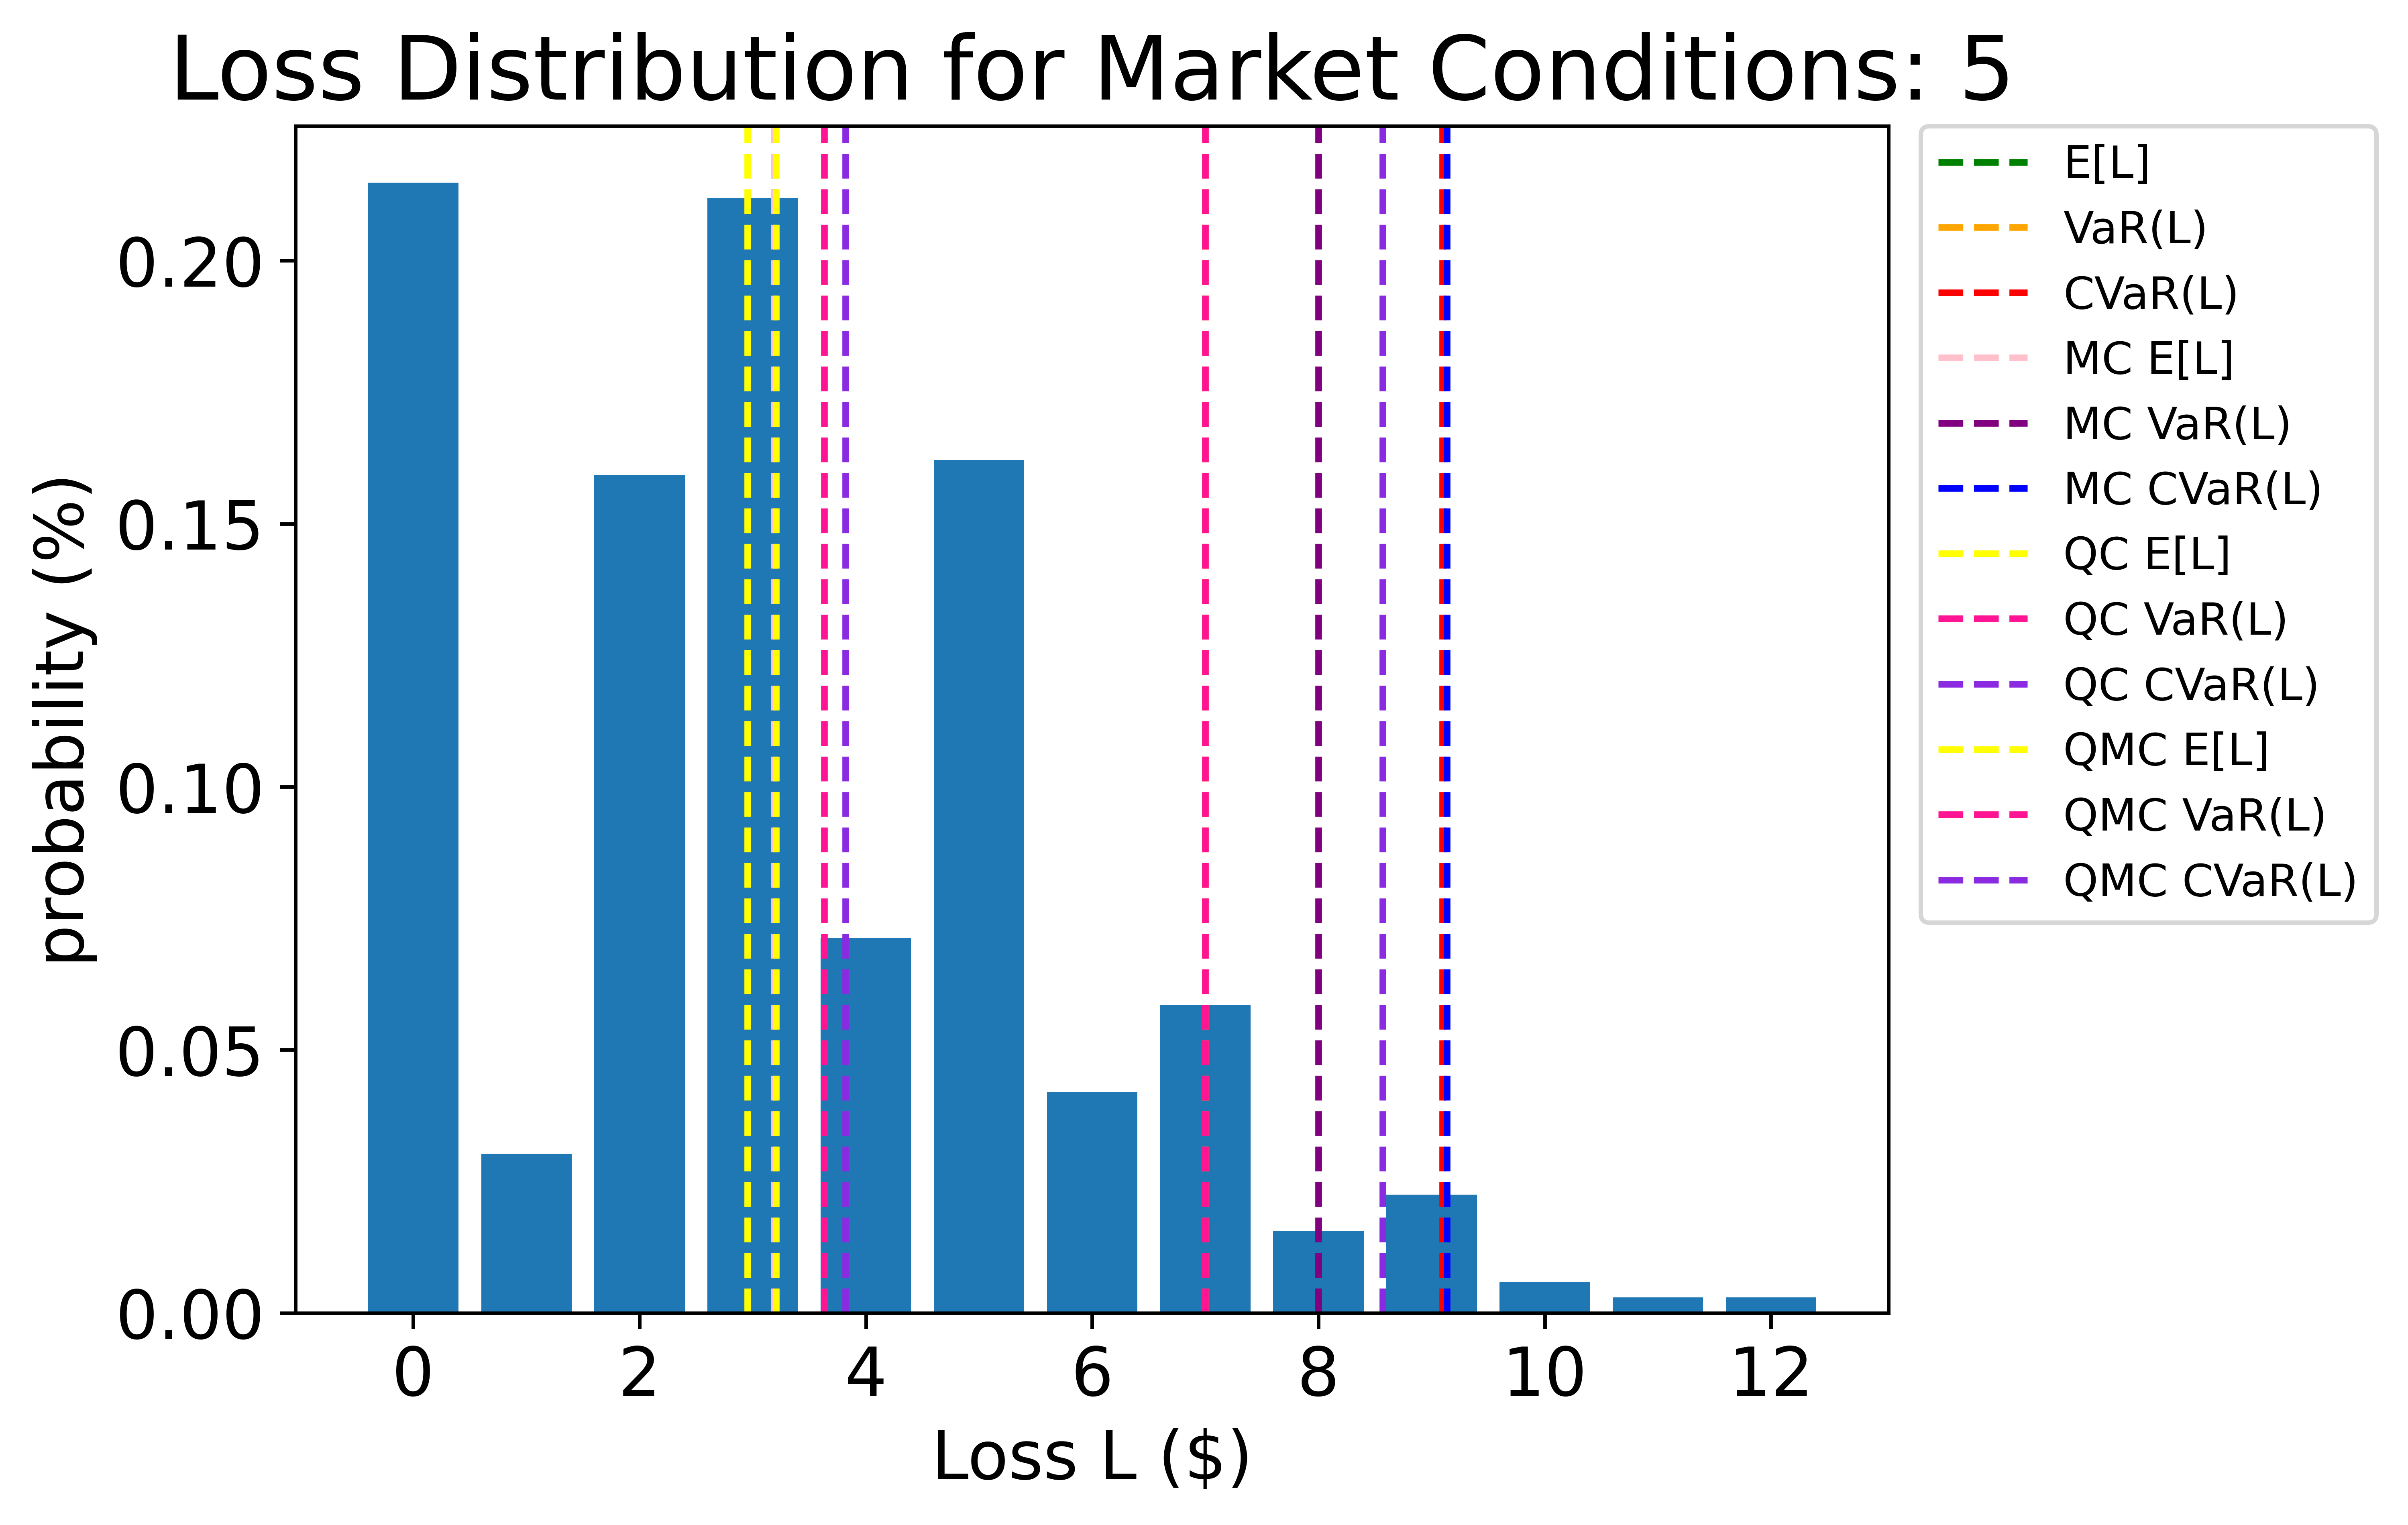 Loss Distribution for Market Conditions: 5
probability (%)
0.20
0.15
0.10
0.05
0.00
0 2 4 6 8 10 12
Loss L ($)
E[L]
VaR(L)
CVaR(L)
MC E[L]
MC VaR(L)
MC CVaR(L)
QC E[L]
QC VaR(L)
QC CVaR(L)
QMC E[L]
QMC VaR(L)
QMC CVaR(L)